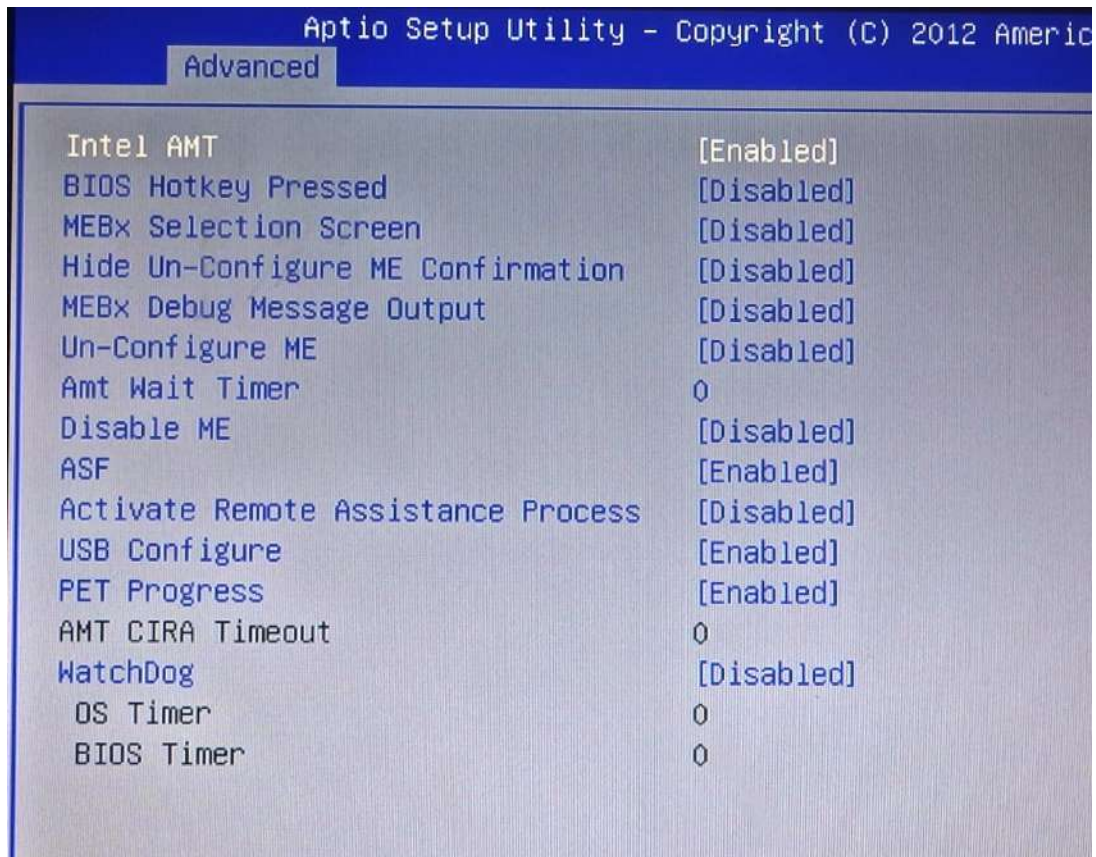 Aptio Setup Utility - Copyright (C) 2012 Americ
Advanced
Intel AMT [Enabled]
BIOS Hotkey Pressed [Disabled]
MEBx Selection Screen [Disabled]
Hide Un-Configure ME Confirmation [Disabled]
MEBx Debug Message Output [Disabled]
Un-Configure ME [Disabled]
Amt Wait Timer 0
Disable ME [Disabled]
ASF [Enabled]
Activate Remote Assistance Process [Disabled]
USB Configure [Enabled]
PET Progress [Enabled]
AMT CIRA Timeout 0
WatchDog [Disabled]
OS Timer 0
BIOS Timer 0